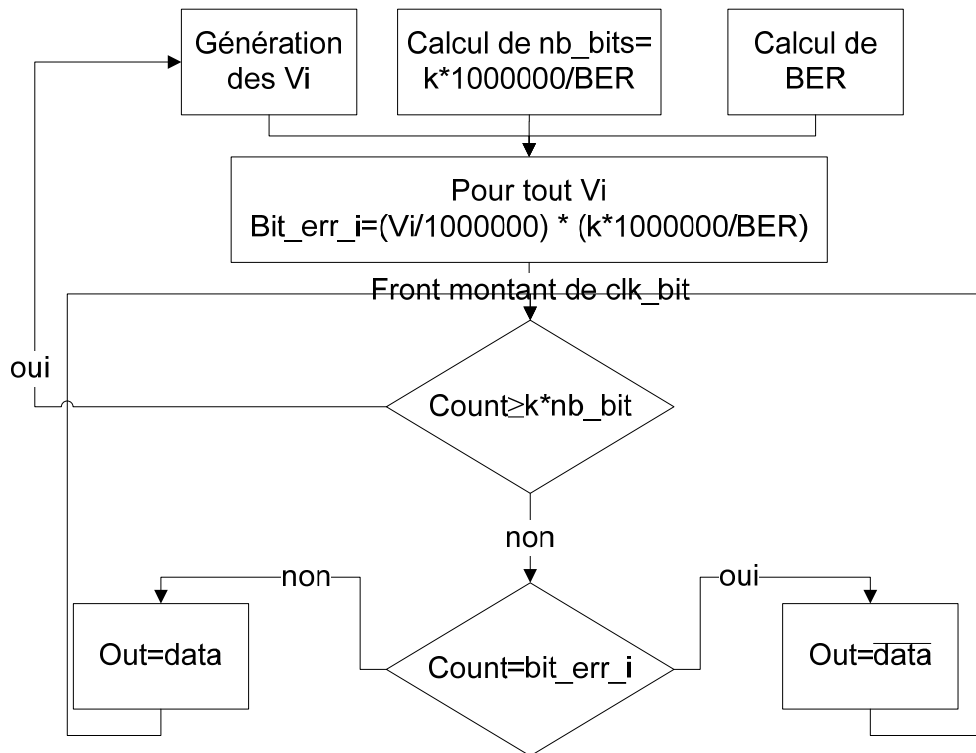 Génération
des Vi
Calcul de nb_bits=
k*1000000/BER
Calcul de
BER
Pour tout Vi
Bit_err_i=(Vi/1000000) * (k*1000000/BER)
Front montant de clk_bit
oui
Count≥k*nb_bit
non
non
oui
Out=data
Count=bit_err_i
Out=d̅a̅t̅a̅